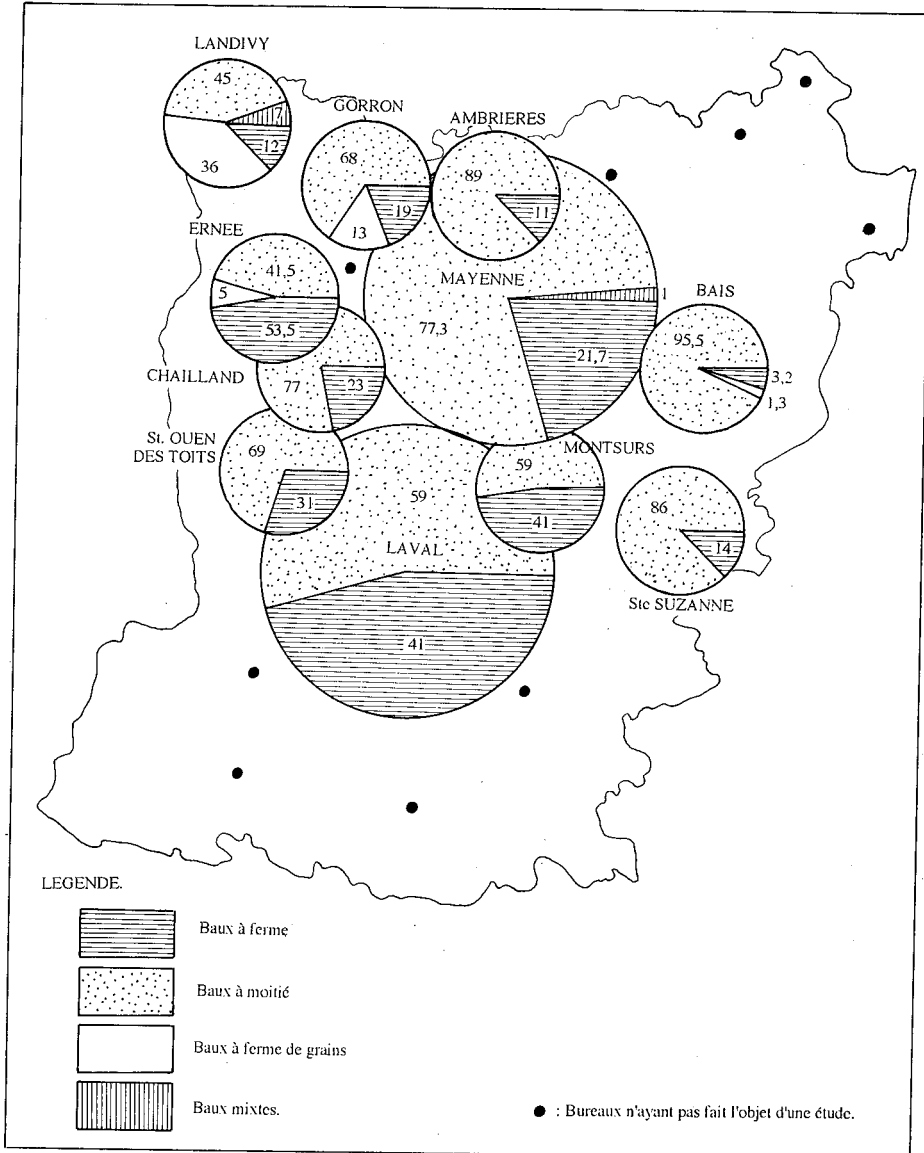 LANDIVY
45
7
12
36
GORRON
68
19
13
AMBRIERES
89
11
ERNEE
41,5
5
53,5
MAYENNE
77,3
1
21,7
BAIS
95,5
3,2
1,3
CHAILLAND
77
23
St. OUEN
DES TOITS
69
31
MONTSURS
59
41
LAVAL
59
41
86
14
Ste SUZANNE
LEGENDE.
Baux à ferme
Baux à moitié
Baux à ferme de grains
Baux mixtes.
● : Bureaux n'ayant pas fait l'objet d'une étude.